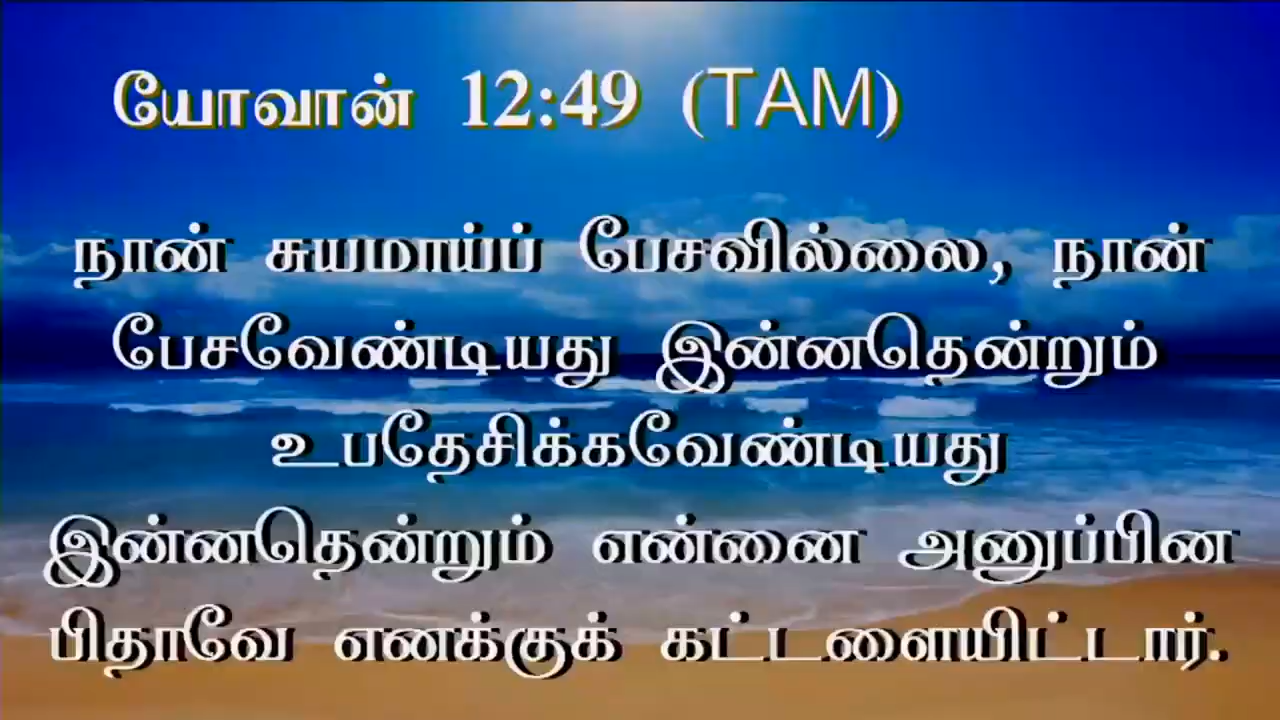 யோவான் 12:49 (TAM)
நான் சுயமாய்ப் பேசவில்லை, நான்
பேசவேண்டியது இன்னதென்றும்
உபதேசிக்கவேண்டியது
இன்னதென்றும் என்னை அனுப்பின
பிதாவே எனக்குக் கட்டளையிட்டார்.